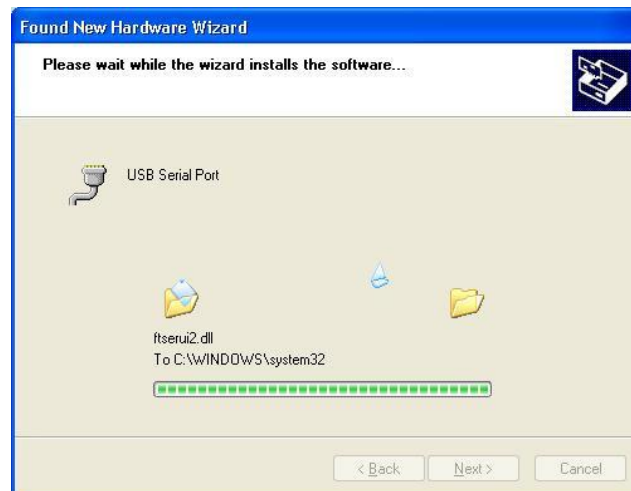 Found New Hardware Wizard
Please wait while the wizard installs the software...
USB Serial Port
ftserui2.dll
To C:\WINDOWS\system32
< Back
Next >
Cancel